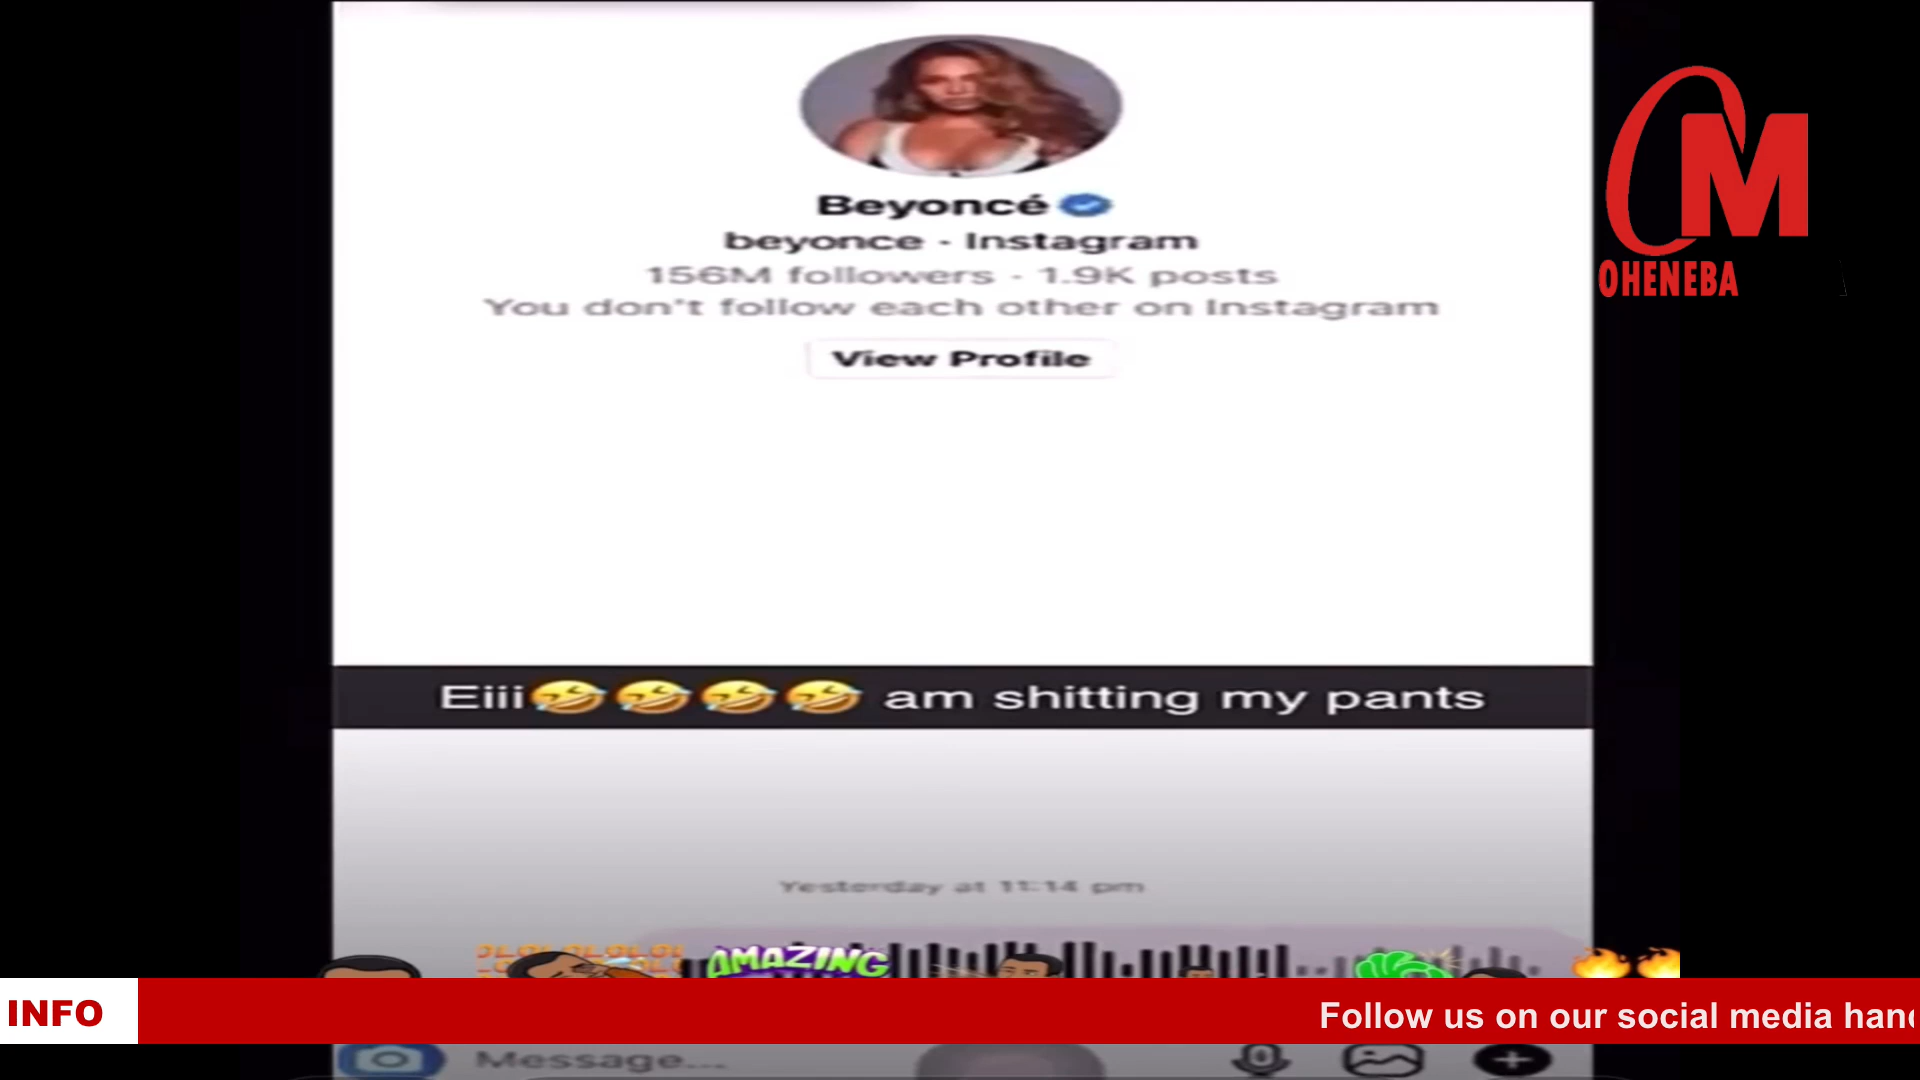 Beyoncé
beyonce · Instagram
156M followers · 1.9K posts
You don't follow each other on Instagram
View Profile
M
OHENEBA
Eiii🤣🤣🤣🤣 am shitting my pants
Yesterday at 11:14 pm
AMAZING
INFO
Follow us on our social media
Message...